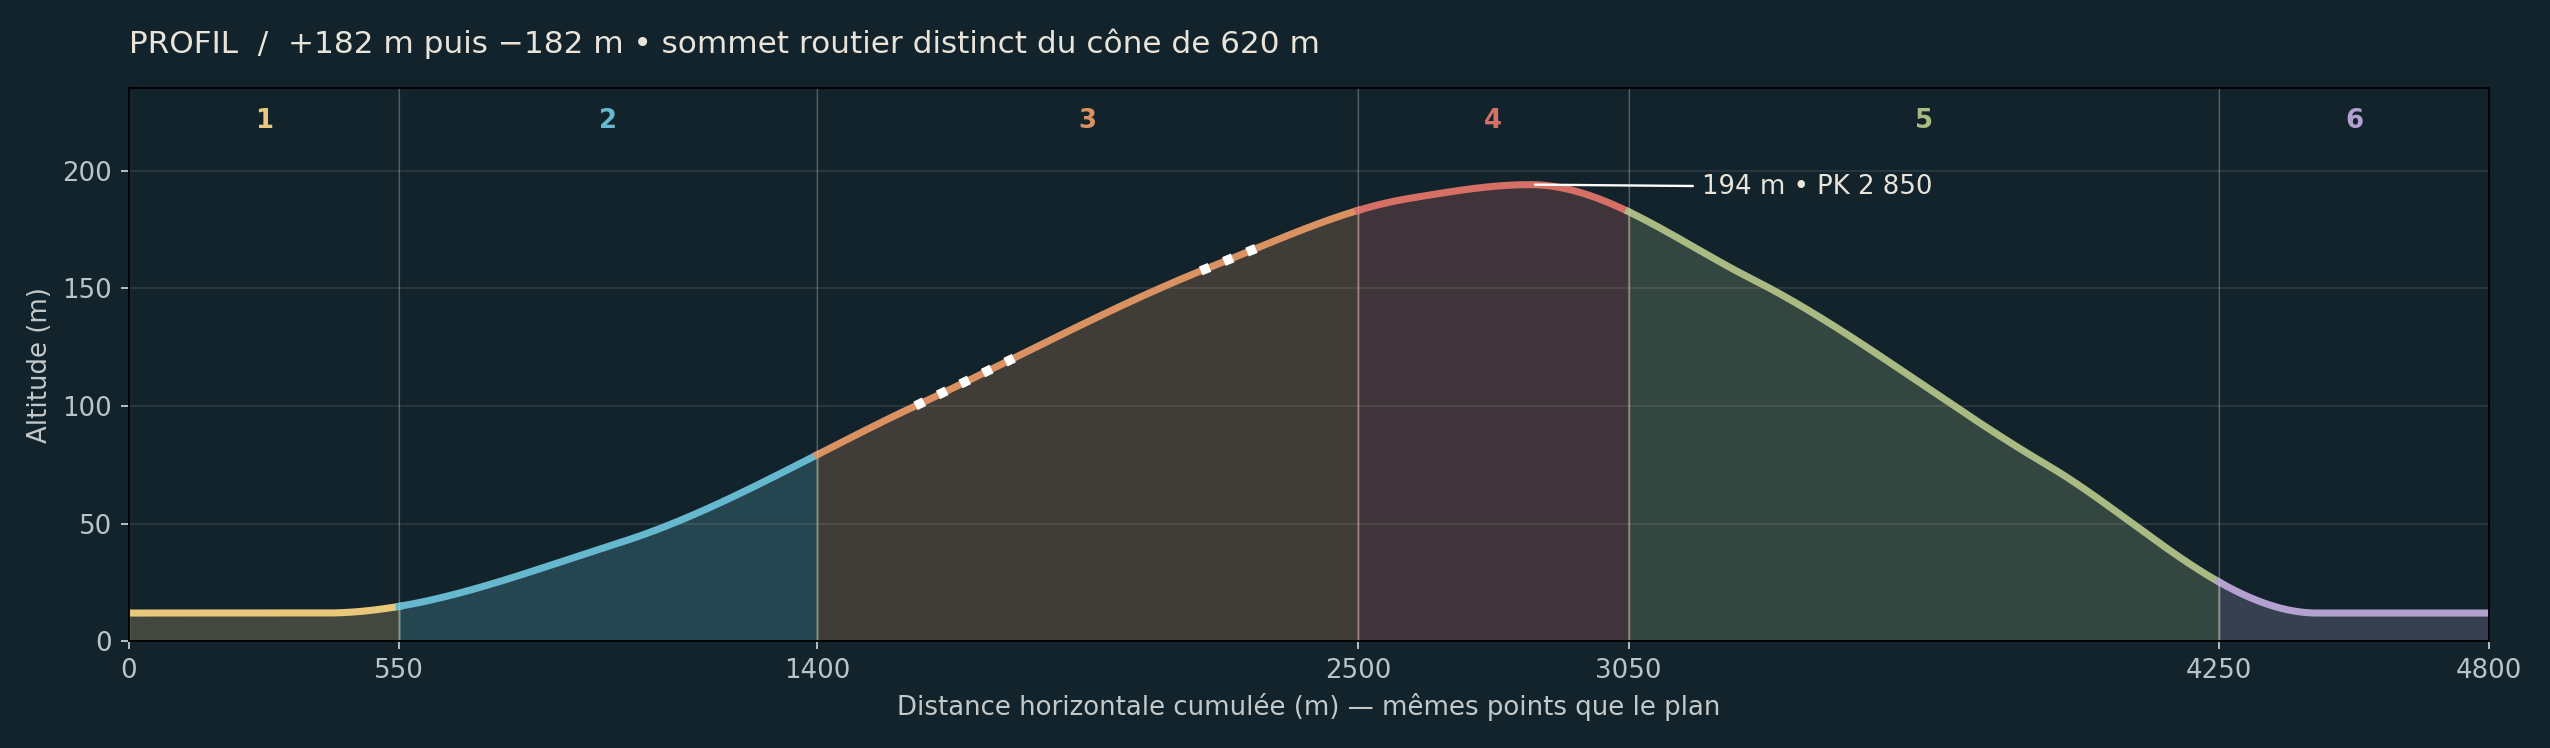 PROFIL / +182 m puis −182 m • sommet routier distinct du cône de 620 m
1 2 3 4 5 6
200
194 m • PK 2 850
150
100
50
0
Altitude (m)
0 550 1400 2500 3050 4250 4800
Distance horizontale cumulée (m) — mêmes points que le plan